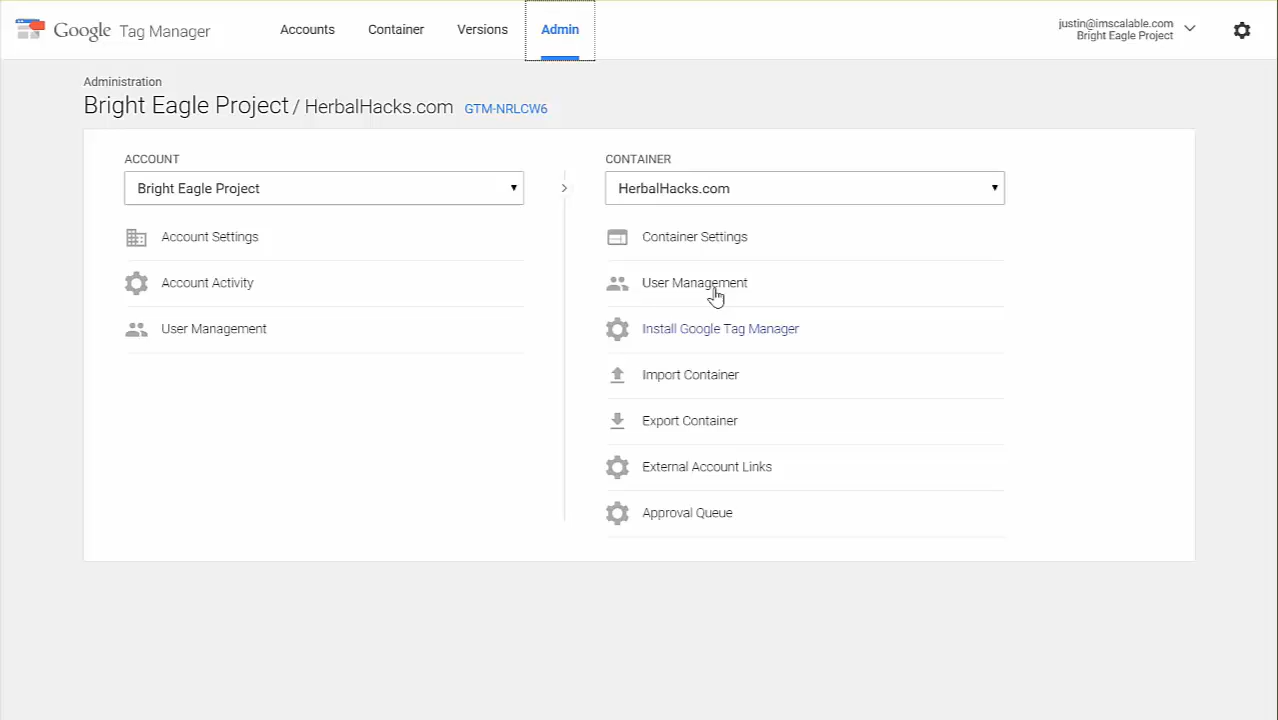 Google Tag Manager
Accounts
Container
Versions
Admin
justin@imscalable.com
Bright Eagle Project
Administration
Bright Eagle Project / HerbalHacks.com GTM-NRLCW6
ACCOUNT
Bright Eagle Project
Account Settings
Account Activity
User Management
CONTAINER
HerbalHacks.com
Container Settings
User Management
Install Google Tag Manager
Import Container
Export Container
External Account Links
Approval Queue